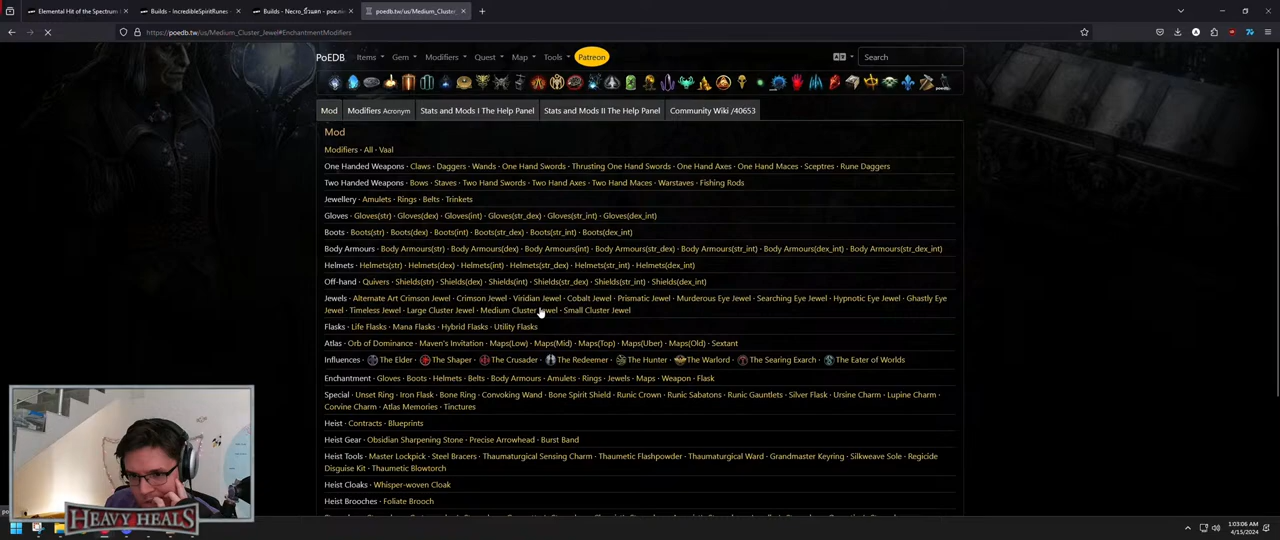 Elemental Hit of the Spectrum
Builds - IncredibleSpiritRunes -
poedb.tw/us/Medium_Cluster_Jew
https://poedb.tw/us/Medium_Cluster_Jewel#EnchantmentModifiers
PoEDB Items Gem Modifiers Quest Map Tools Patreon Search
Mod Modifiers Acronym Stats and Mods I The Help Panel Stats and Mods II The Help Panel Community Wiki /40653
Mod
Modifiers · All · Vaal
One Handed Weapons · Claws · Daggers · Wands · One Hand Swords · Thrusting One Hand Swords · One Hand Axes · One Hand Maces · Sceptres · Rune Daggers
Two Handed Weapons · Bows · Staves · Two Hand Swords · Two Hand Axes · Two Hand Maces · Warstaves · Fishing Rods
Jewellery · Amulets · Rings · Belts · Trinkets
Gloves · Gloves(str) · Gloves(dex) · Gloves(int) · Gloves(str_dex) · Gloves(str_int) · Gloves(dex_int)
Boots · Boots(str) · Boots(dex) · Boots(int) · Boots(str_dex) · Boots(str_int) · Boots(dex_int)
Body Armours · Body Armours(str) · Body Armours(dex) · Body Armours(int) · Body Armours(str_dex) · Body Armours(str_int) · Body Armours(dex_int) · Body Armours(str_dex_int)
Helmets · Helmets(str) · Helmets(dex) · Helmets(int) · Helmets(str_dex) · Helmets(str_int) · Helmets(dex_int)
Off-hand · Quivers · Shields(str) · Shields(dex) · Shields(int) · Shields(str_dex) · Shields(str_int) · Shields(dex_int)
Jewels · Alternate Art Crimson Jewel · Crimson Jewel · Viridian Jewel · Cobalt Jewel · Prismatic Jewel · Murderous Eye Jewel · Searching Eye Jewel · Hypnotic Eye Jewel · Ghastly Eye
Jewel · Timeless Jewel · Large Cluster Jewel · Medium Cluster Jewel · Small Cluster Jewel
Flasks · Life Flasks · Mana Flasks · Hybrid Flasks · Utility Flasks
Atlas · Orb of Dominance · Maven's Invitation · Maps(Low) · Maps(Mid) · Maps(Top) · Maps(Uber) · Maps(Old) · Sextant
Influences · The Elder · The Shaper · The Crusader · The Redeemer · The Hunter · The Warlord · The Searing Exarch · The Eater of Worlds
Enchantment · Gloves · Boots · Helmets · Belts · Body Armours · Amulets · Rings · Jewels · Maps · Weapon · Flask
Special · Unset Ring · Iron Flask · Bone Ring · Convoking Wand · Bone Spirit Shield · Runic Crown · Runic Sabatons · Runic Gauntlets · Silver Flask · Ursine Charm · Lupine Charm ·
Corvine Charm · Atlas Memories · Tinctures
Heist · Contracts · Blueprints
Heist Gear · Obsidian Sharpening Stone · Precise Arrowhead · Burst Band
Heist Tools · Master Lockpick · Steel Bracers · Thaumaturgical Sensing Charm · Thaumetic Flashpowder · Thaumaturgical Ward · Grandmaster Keyring · Silkweave Sole · Regicide
Disguise Kit · Thaumetic Blowtorch
Heist Cloaks · Whisper-woven Cloak
Heist Brooches · Foliate Brooch
HEAVY HEALS
1:03:06 AM
4/15/2024